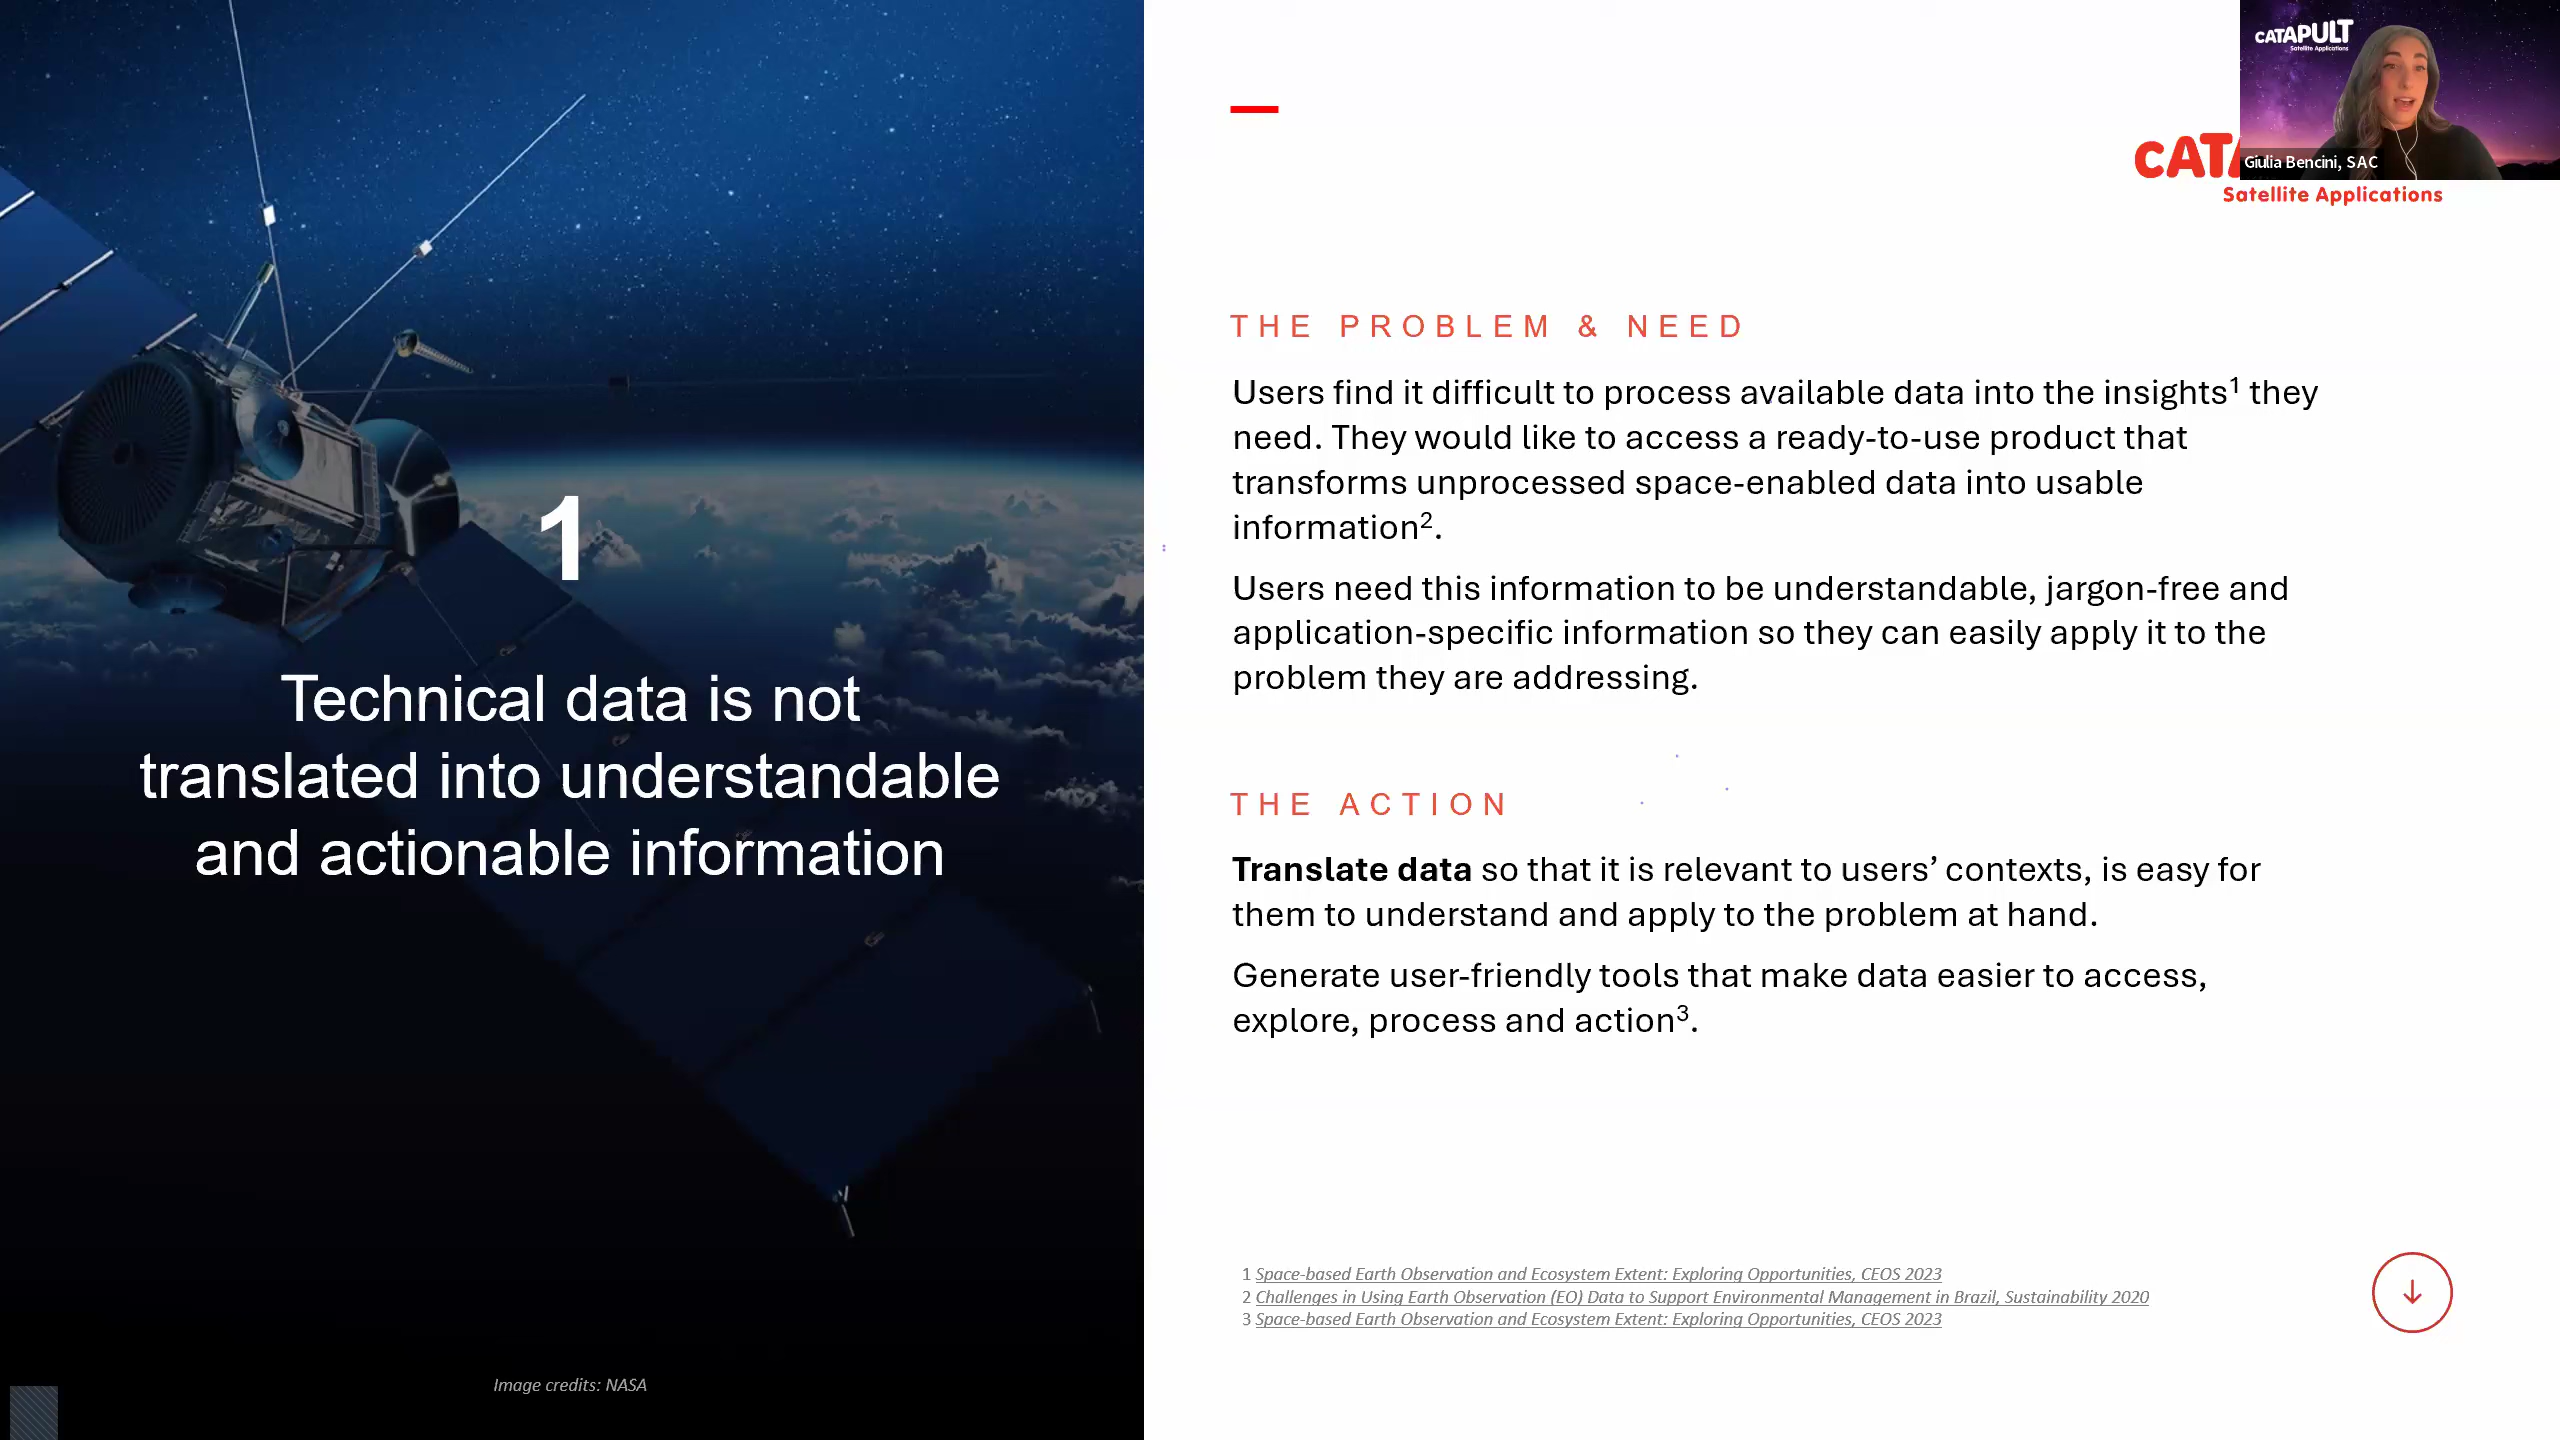 1
Technical data is not
translated into understandable
and actionable information
Image credits: NASA
CATAPULT
Satellite Applications
Giulia Bencini, SAC
Satellite Applications
THE PROBLEM & NEED
Users find it difficult to process available data into the insights¹ they
need. They would like to access a ready-to-use product that
transforms unprocessed space-enabled data into usable
information².
Users need this information to be understandable, jargon-free and
application-specific information so they can easily apply it to the
problem they are addressing.
THE ACTION
Translate data so that it is relevant to users’ contexts, is easy for
them to understand and apply to the problem at hand.
Generate user-friendly tools that make data easier to access,
explore, process and action³.
1 Space-based Earth Observation and Ecosystem Extent: Exploring Opportunities, CEOS 2023
2 Challenges in Using Earth Observation (EO) Data to Support Environmental Management in Brazil, Sustainability 2020
3 Space-based Earth Observation and Ecosystem Extent: Exploring Opportunities, CEOS 2023